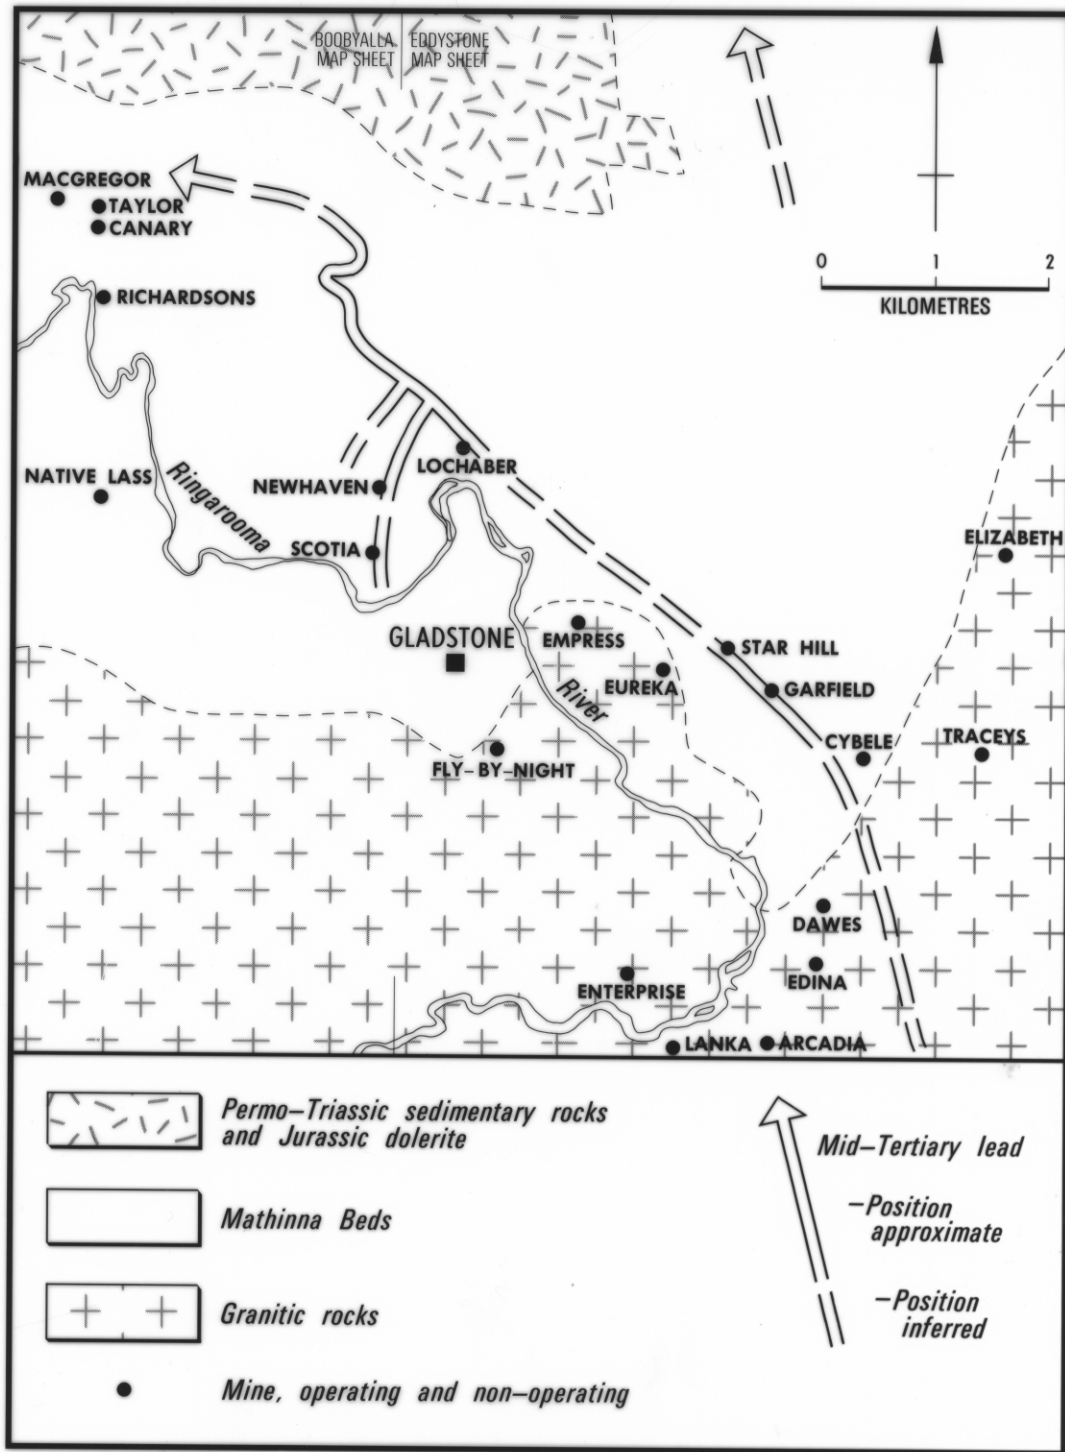 BOOBYALLA EDDYSTONE
MAP SHEET MAP SHEET
MACGREGOR
TAYLOR
CANARY
RICHARDSONS
0 1 2
KILOMETRES
NATIVE LASS
Ringarooma
NEWHAVEN
LOCHABER
SCOTIA
ELIZABETH
GLADSTONE
EMPRESS
STAR HILL
EUREKA
River
GARFIELD
CYBELE
TRACEYS
FLY-BY-NIGHT
DAWES
EDINA
ENTERPRISE
LANKA
ARCADIA
Permo-Triassic sedimentary rocks
and Jurassic dolerite
Mathinna Beds
Granitic rocks
Mine, operating and non-operating
Mid-Tertiary lead
-Position
approximate
-Position
inferred